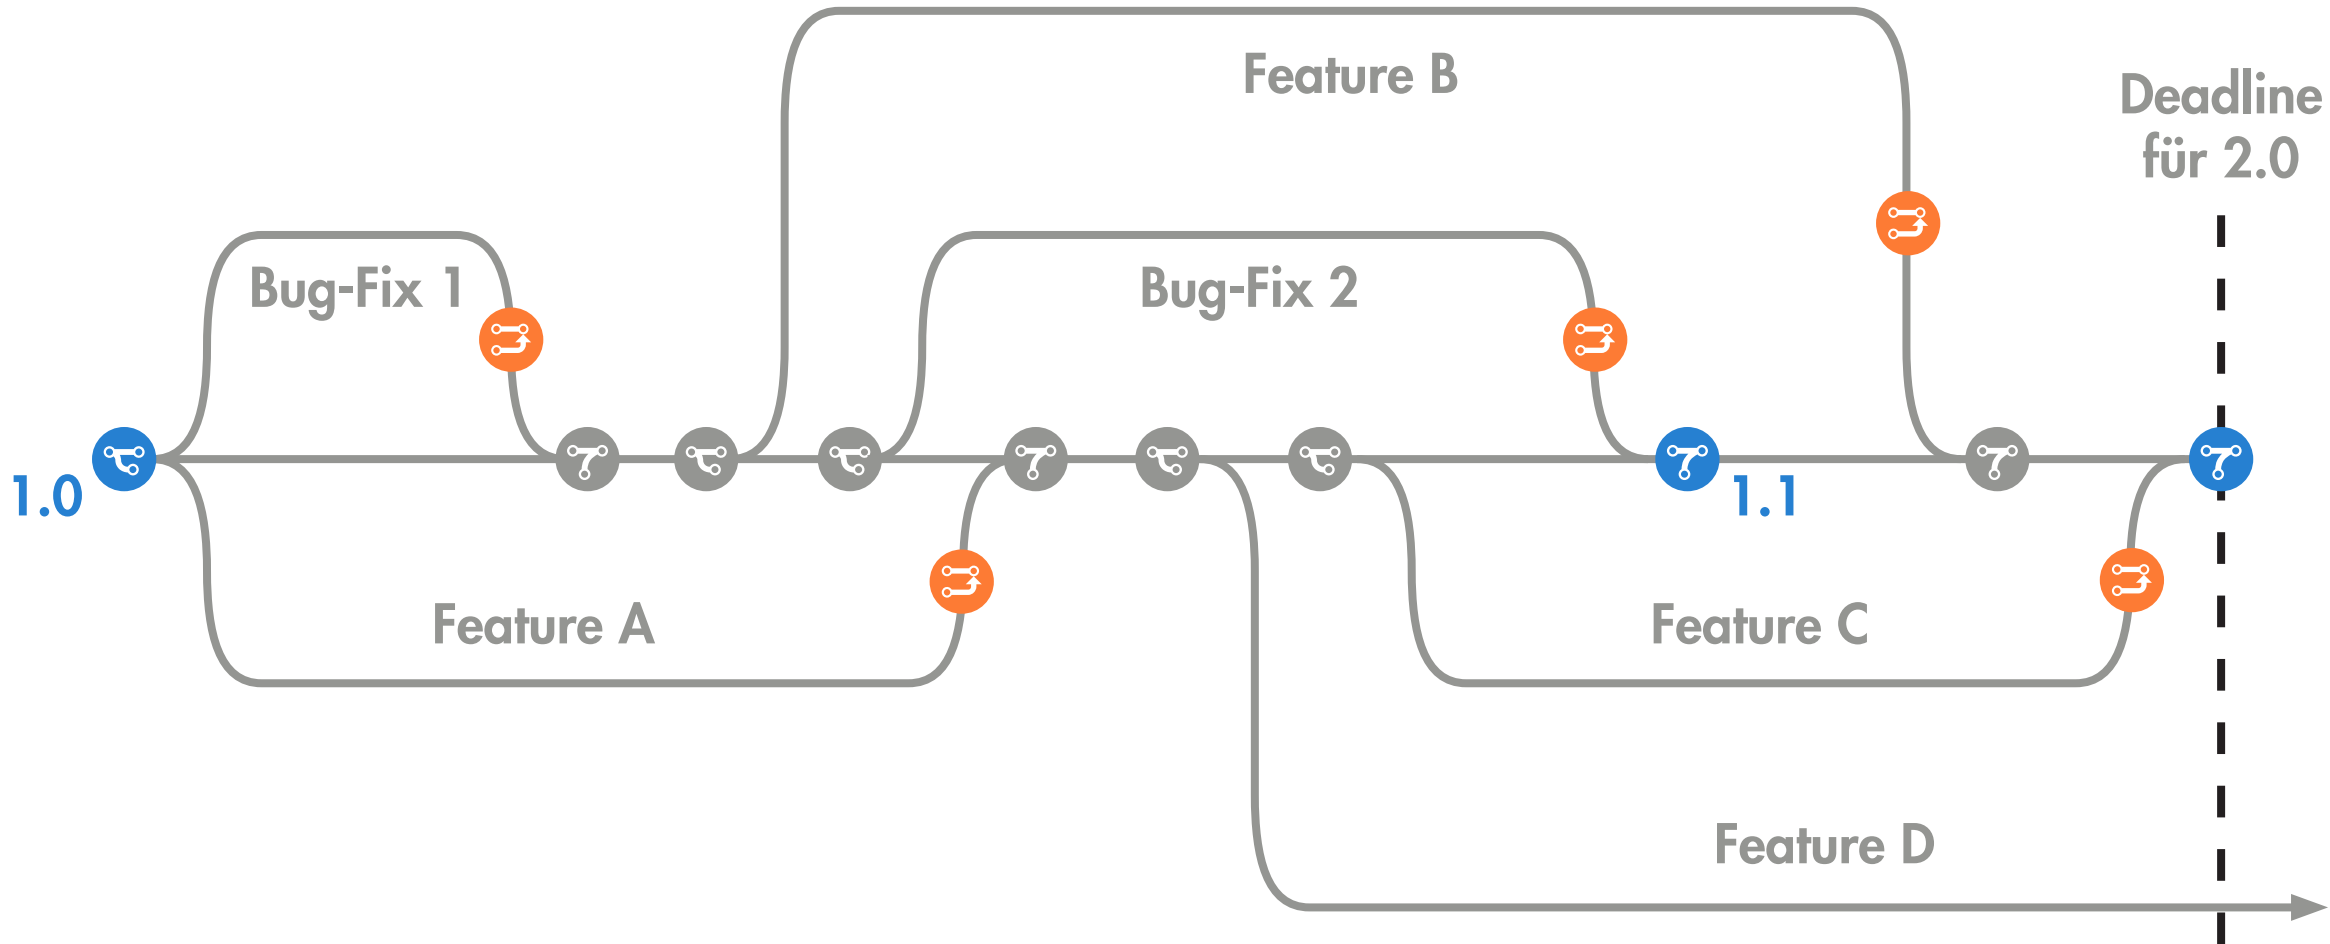 Feature B
Deadline
für 2.0
Bug-Fix 1
Bug-Fix 2
1.0
1.1
Feature A
Feature C
Feature D